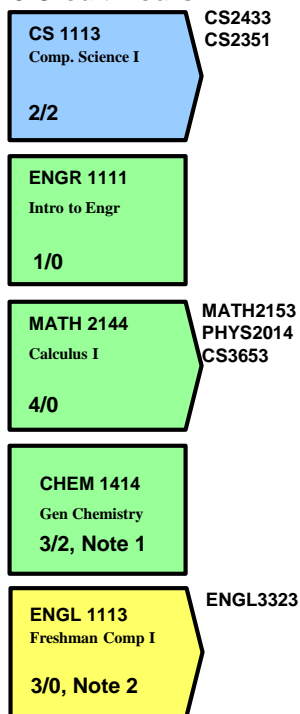 CS 1113
Comp. Science I
2/2
CS2433
CS2351
ENGR 1111
Intro to Engr
1/0
MATH 2144
Calculus I
4/0
MATH2153
PHYS2014
CS3653
CHEM 1414
Gen Chemistry
3/2, Note 1
ENGL 1113
Freshman Comp I
3/0, Note 2
ENGL3323